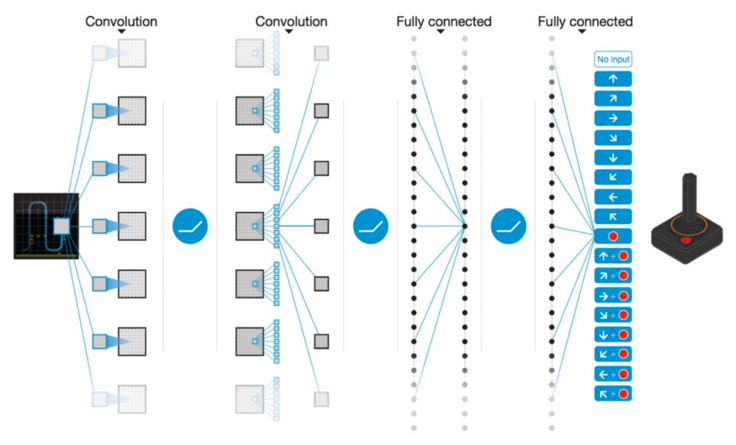 Convolution
Convolution
Fully connected
Fully connected
No input
+
+
+
+
+
+
+
+